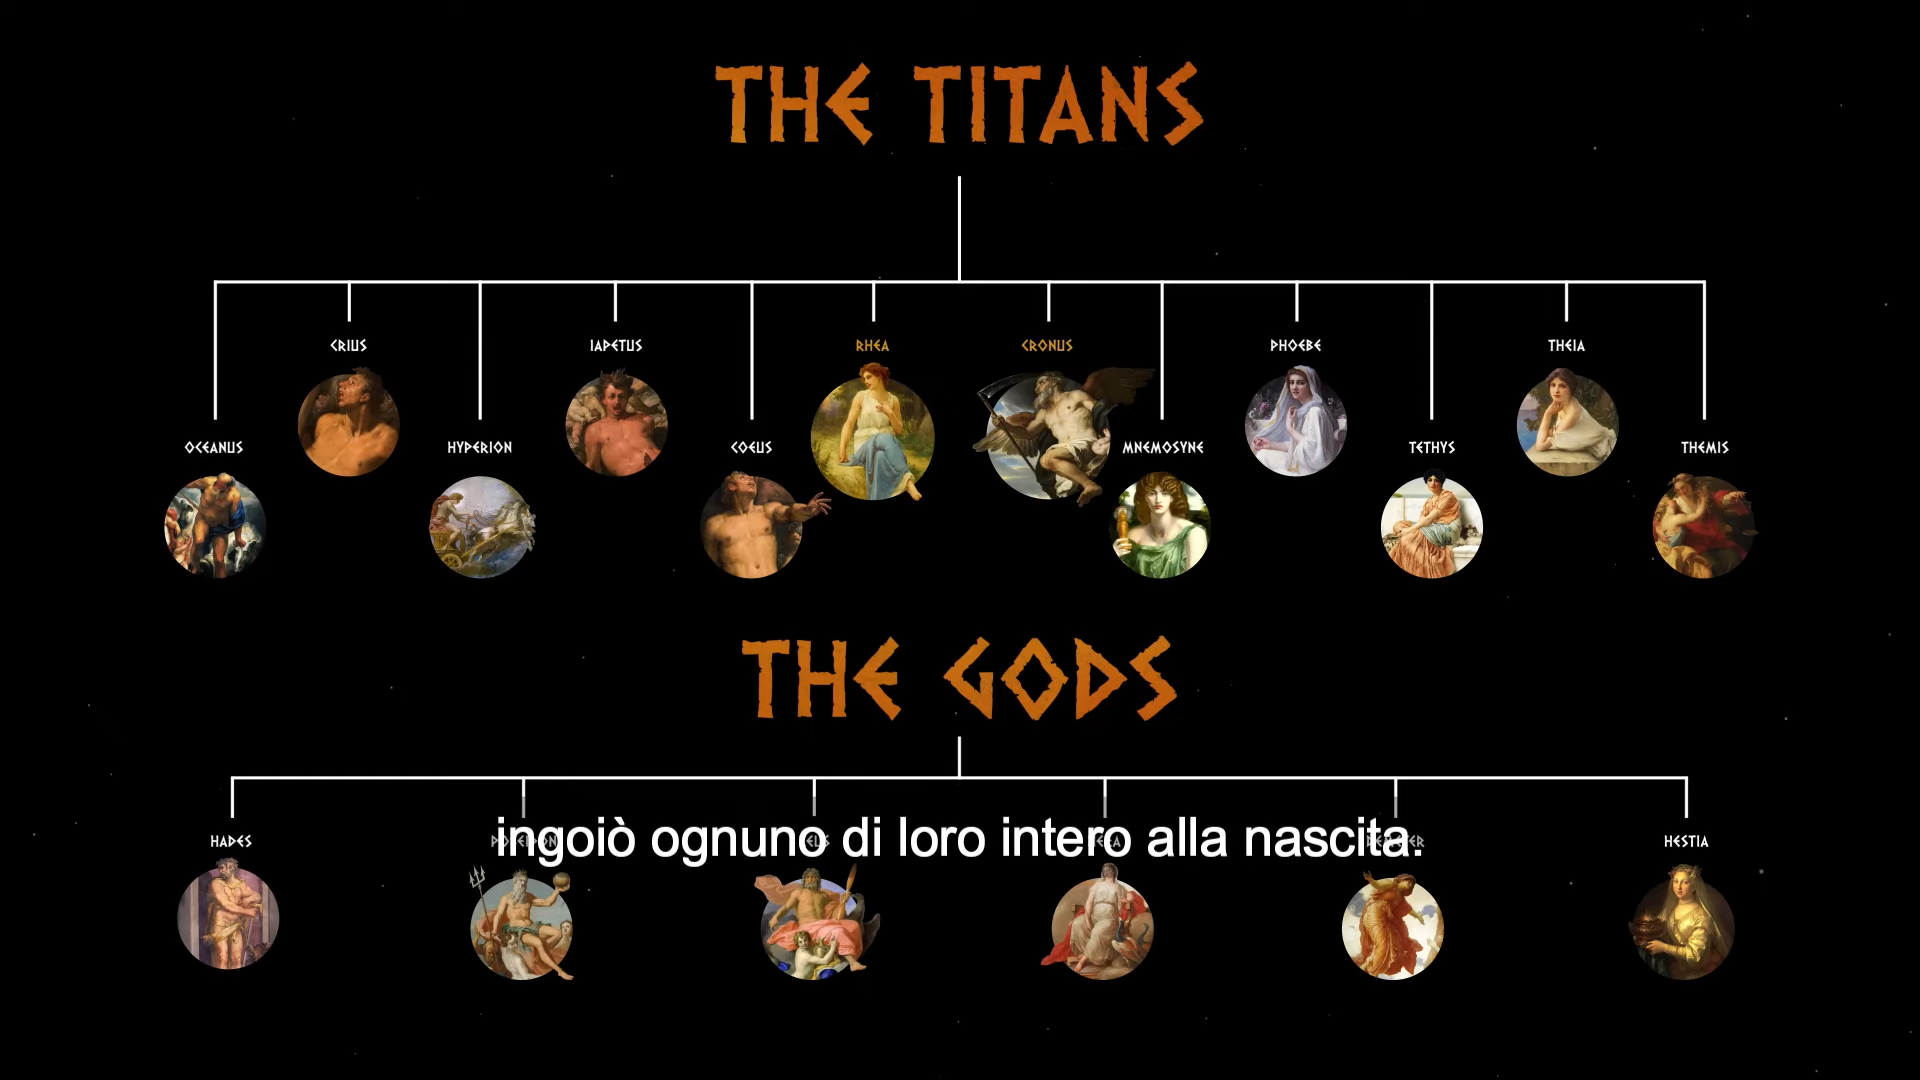 THE TITANS
CRIUS
IAPETUS
RHEA
CRONUS
PHOEBE
THEIA
OCEANUS
HYPERION
COEUS
MNEMOSYNE
TETHYS
THEMIS
THE GODS
HADES
HESTIA
ingoiò ognuno di loro intero alla nascita.